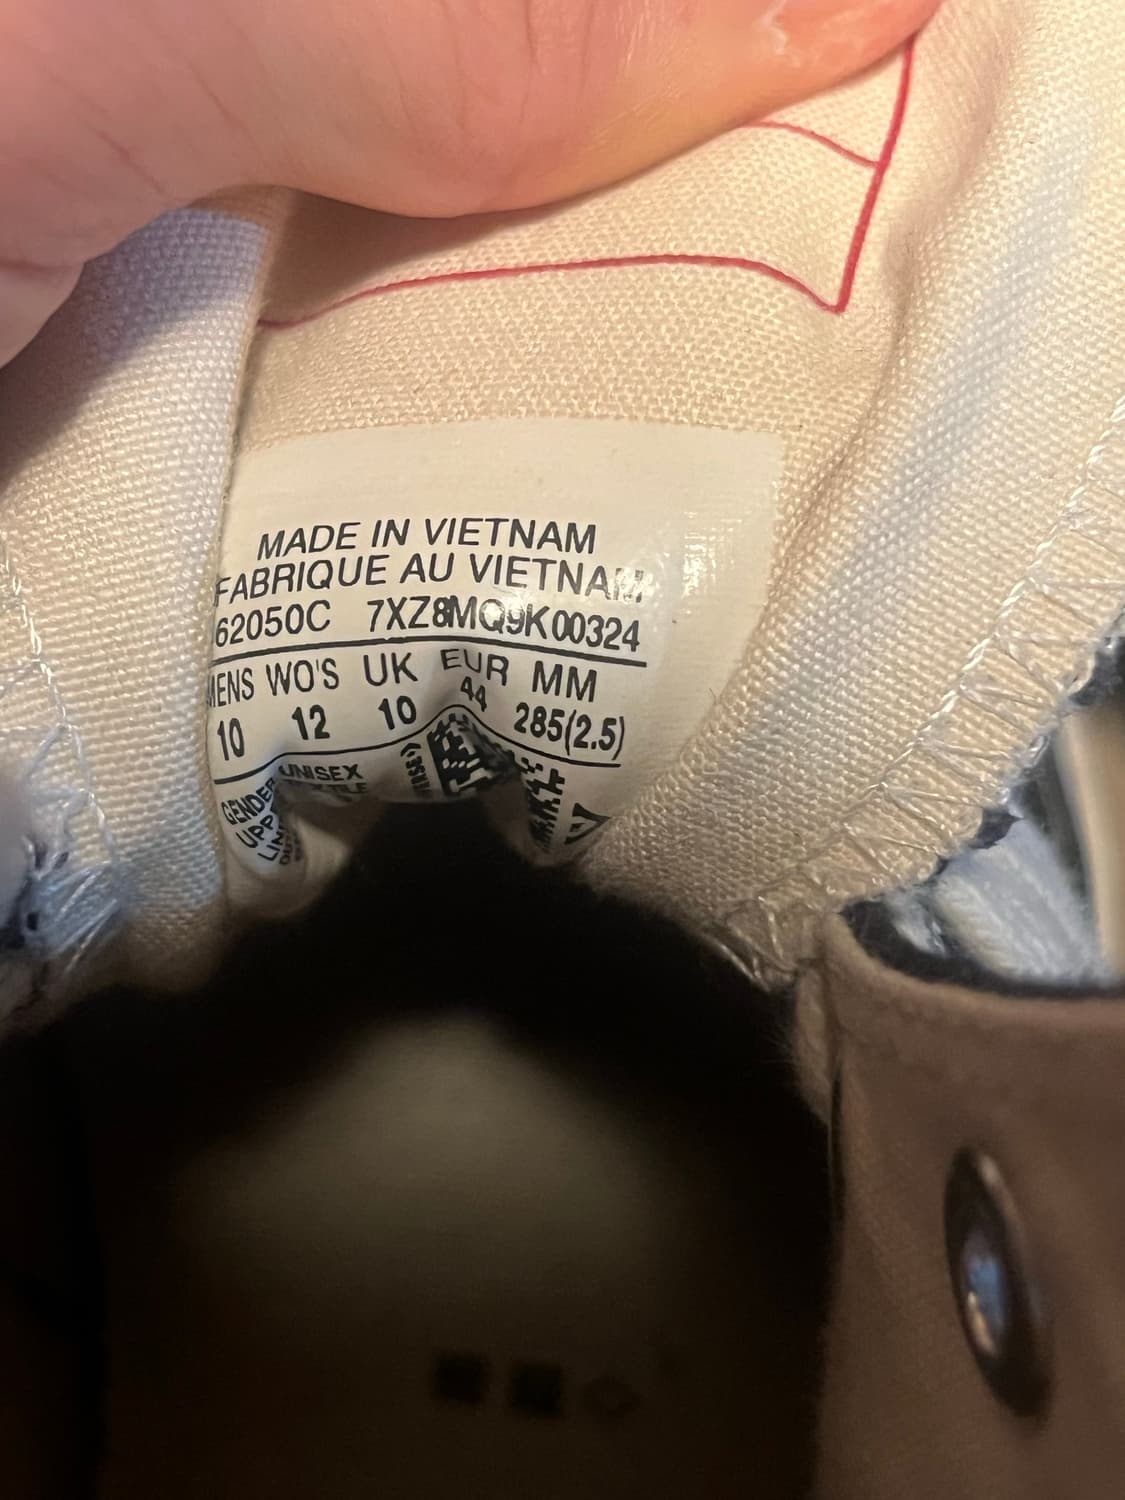 MADE IN VIETNAM
FABRIQUE AU VIETNAM
62050C 7XZ8MQ9K00324
MENS WO'S UK EUR MM
10 12 10 44 285(2.5)
GENDER UNISEX